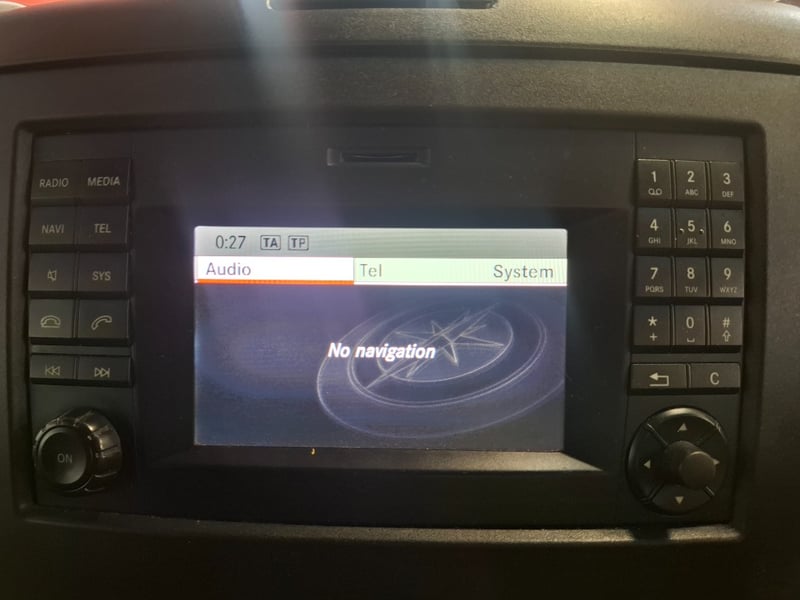 0:27 TA TP
Audio Tel System
No navigation
RADIO MEDIA
NAVI TEL
SYS
ON
1 2 ABC 3 DEF
4 GHI 5 JKL 6 MNO
7 PQRS 8 TUV 9 WXYZ
* + 0 #
C